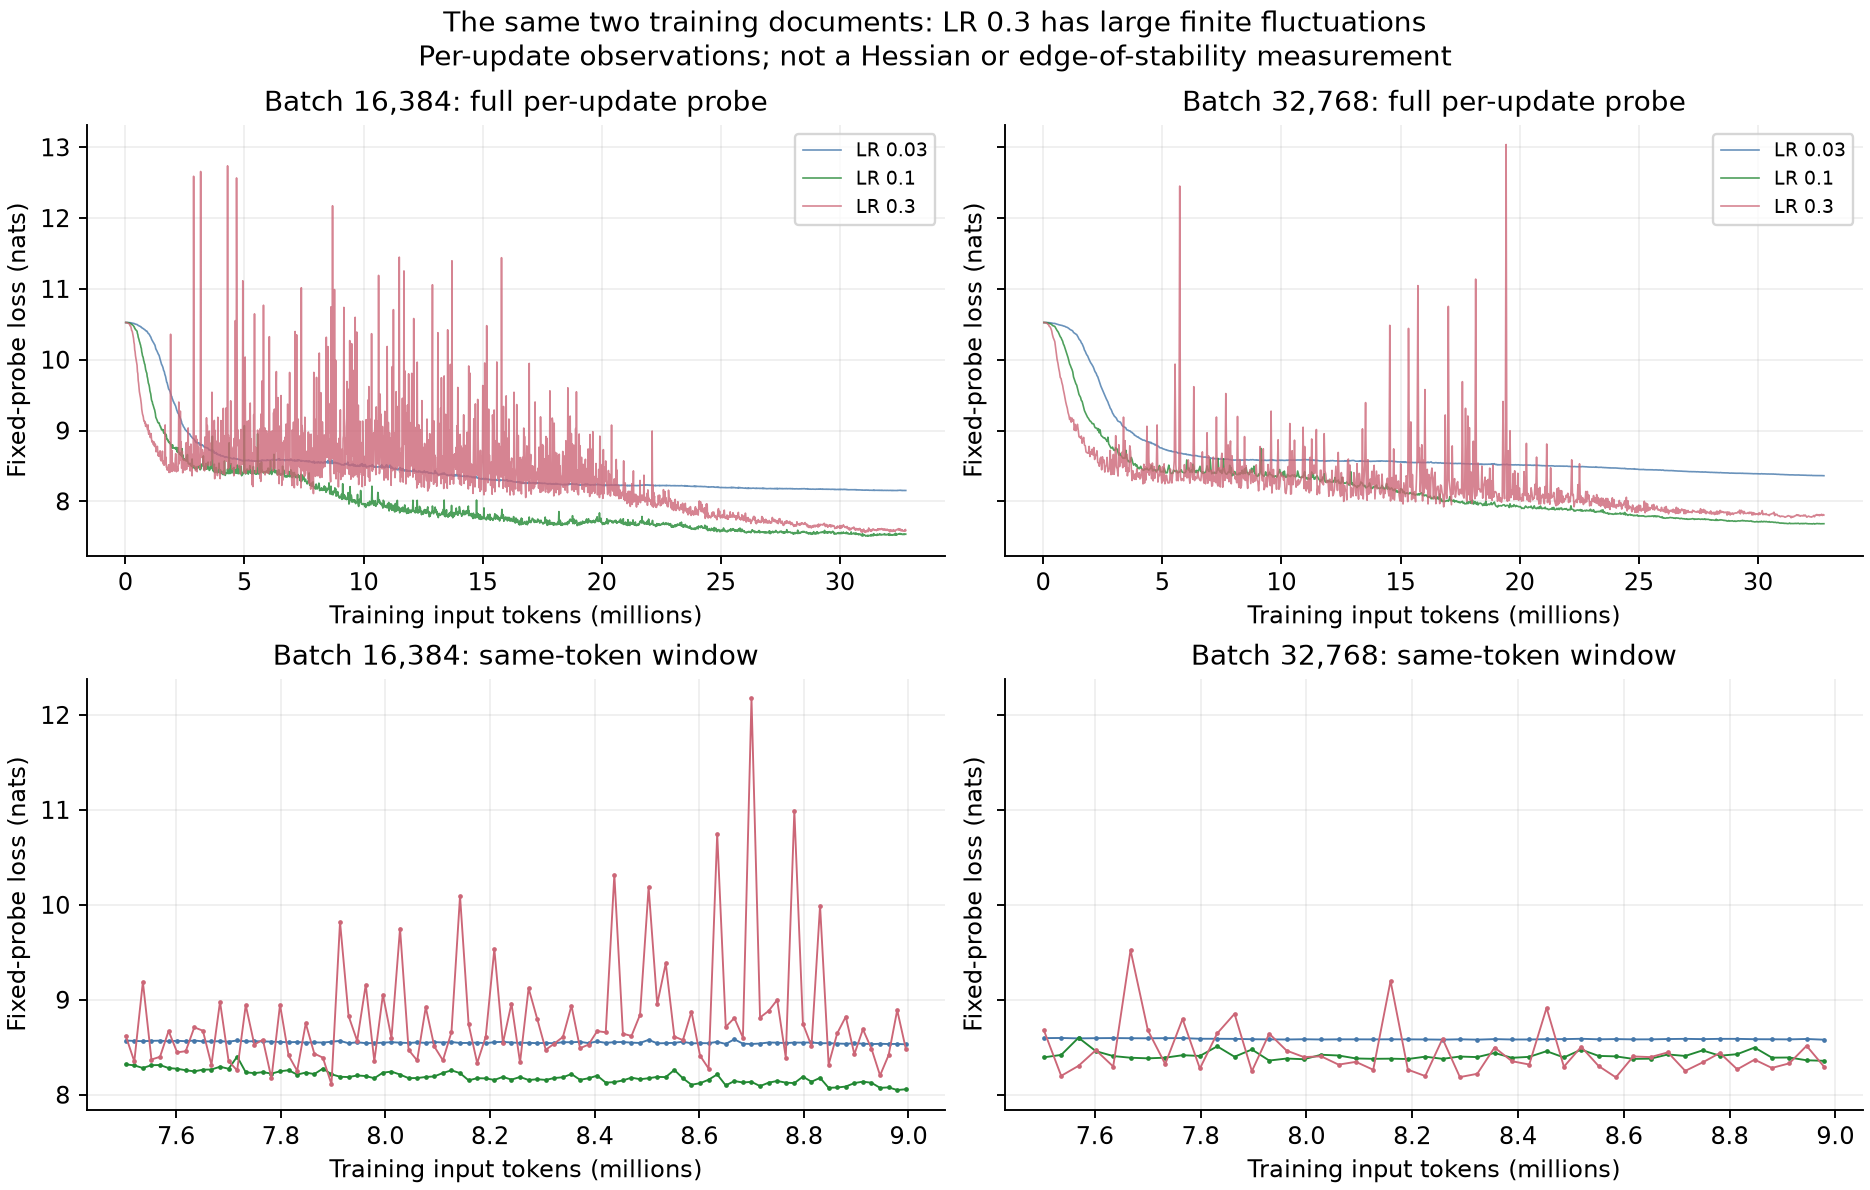 The same two training documents: LR 0.3 has large finite fluctuations
Per-update observations; not a Hessian or edge-of-stability measurement
Batch 16,384: full per-update probe
Fixed-probe loss (nats)
13
12
11
10
9
8
LR 0.03
LR 0.1
LR 0.3
0 5 10 15 20 25 30
Training input tokens (millions)
Batch 32,768: full per-update probe
Fixed-probe loss (nats)
LR 0.03
LR 0.1
LR 0.3
0 5 10 15 20 25 30
Training input tokens (millions)
Batch 16,384: same-token window
Fixed-probe loss (nats)
12
11
10
9
8
7.6 7.8 8.0 8.2 8.4 8.6 8.8 9.0
Training input tokens (millions)
Batch 32,768: same-token window
Fixed-probe loss (nats)
7.6 7.8 8.0 8.2 8.4 8.6 8.8 9.0
Training input tokens (millions)